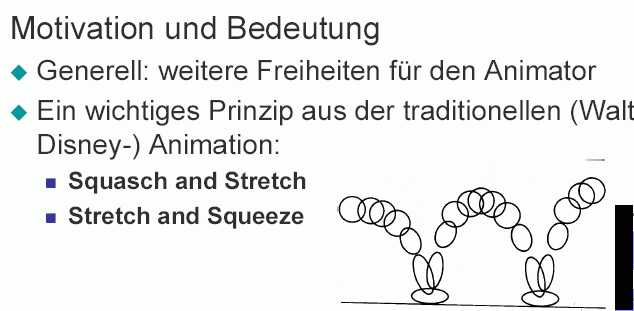 Motivation und Bedeutung
Generell: weitere Freiheiten für den Animator
Ein wichtiges Prinzip aus der traditionellen (Walt
Disney-) Animation:
Squasch and Stretch
Stretch and Squeeze